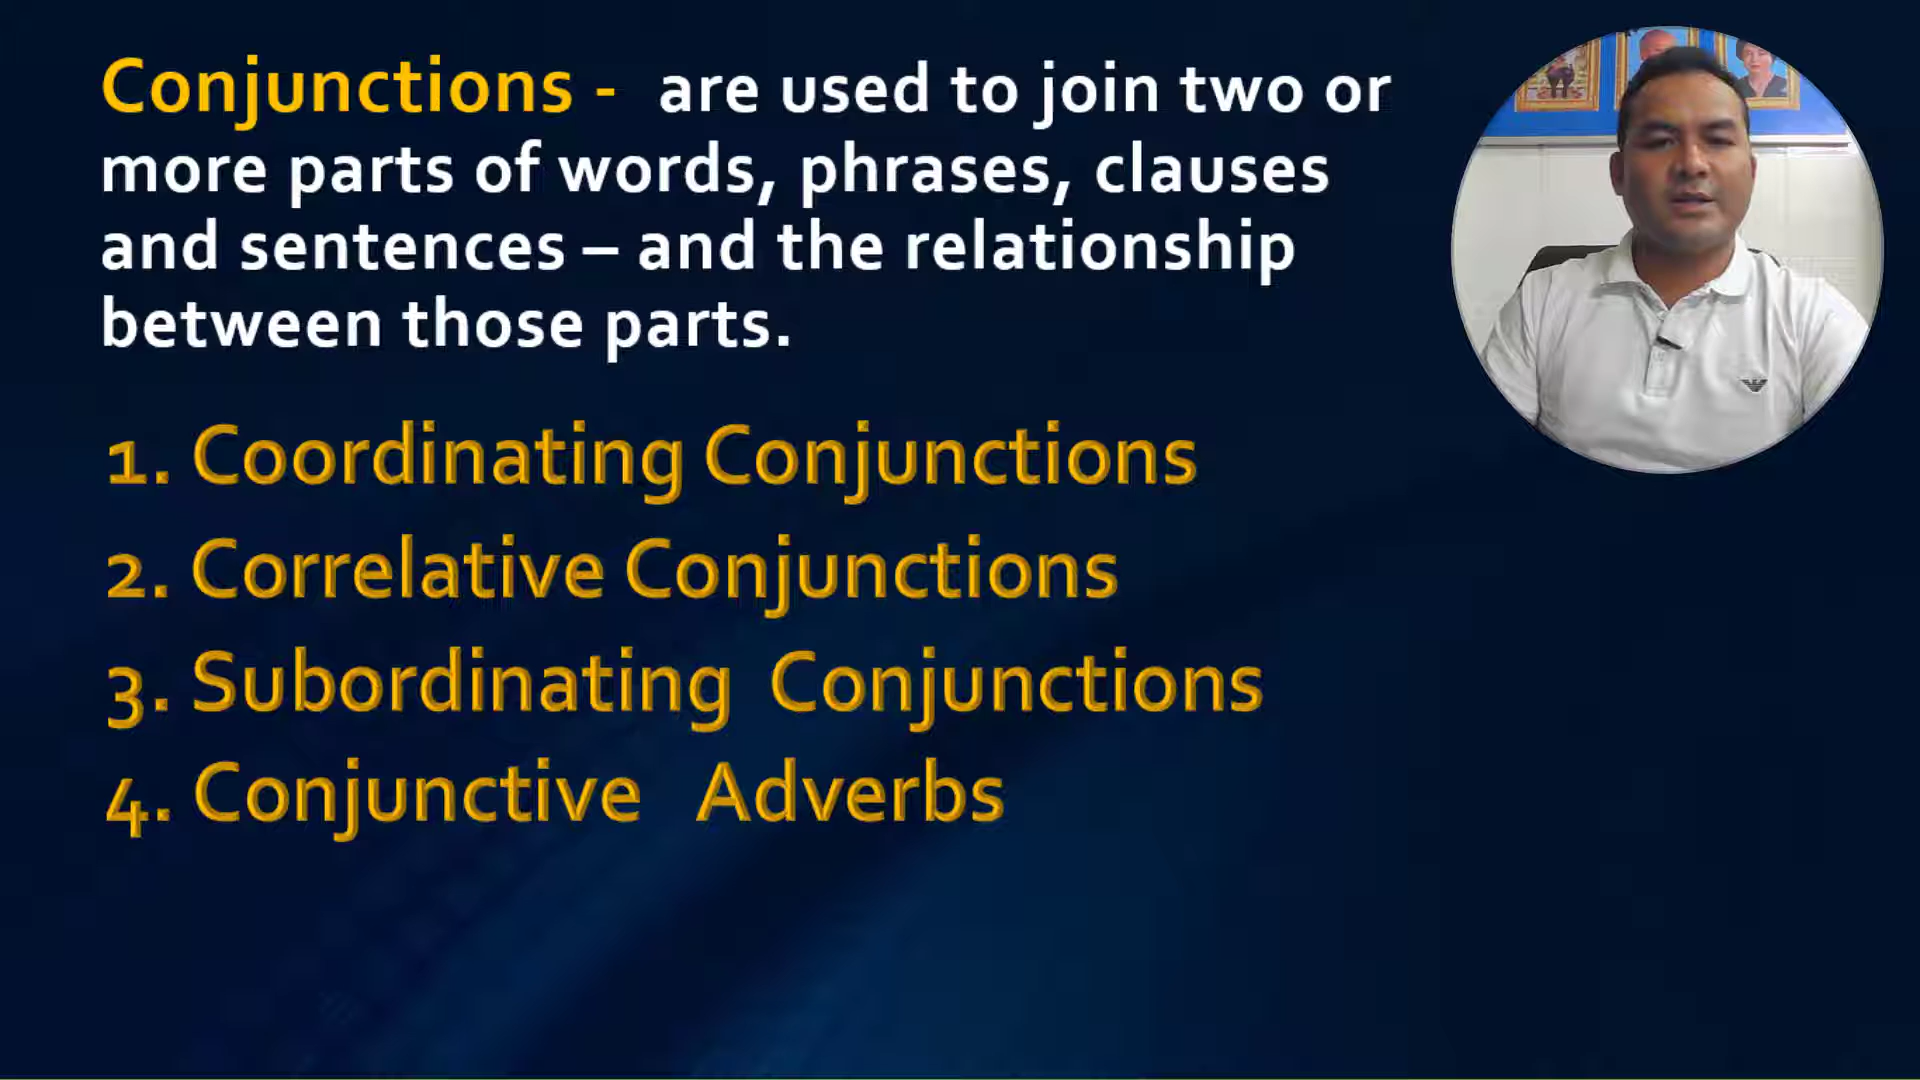 Conjunctions - are used to join two or
more parts of words, phrases, clauses
and sentences – and the relationship
between those parts.
1. Coordinating Conjunctions
2. Correlative Conjunctions
3. Subordinating Conjunctions
4. Conjunctive Adverbs